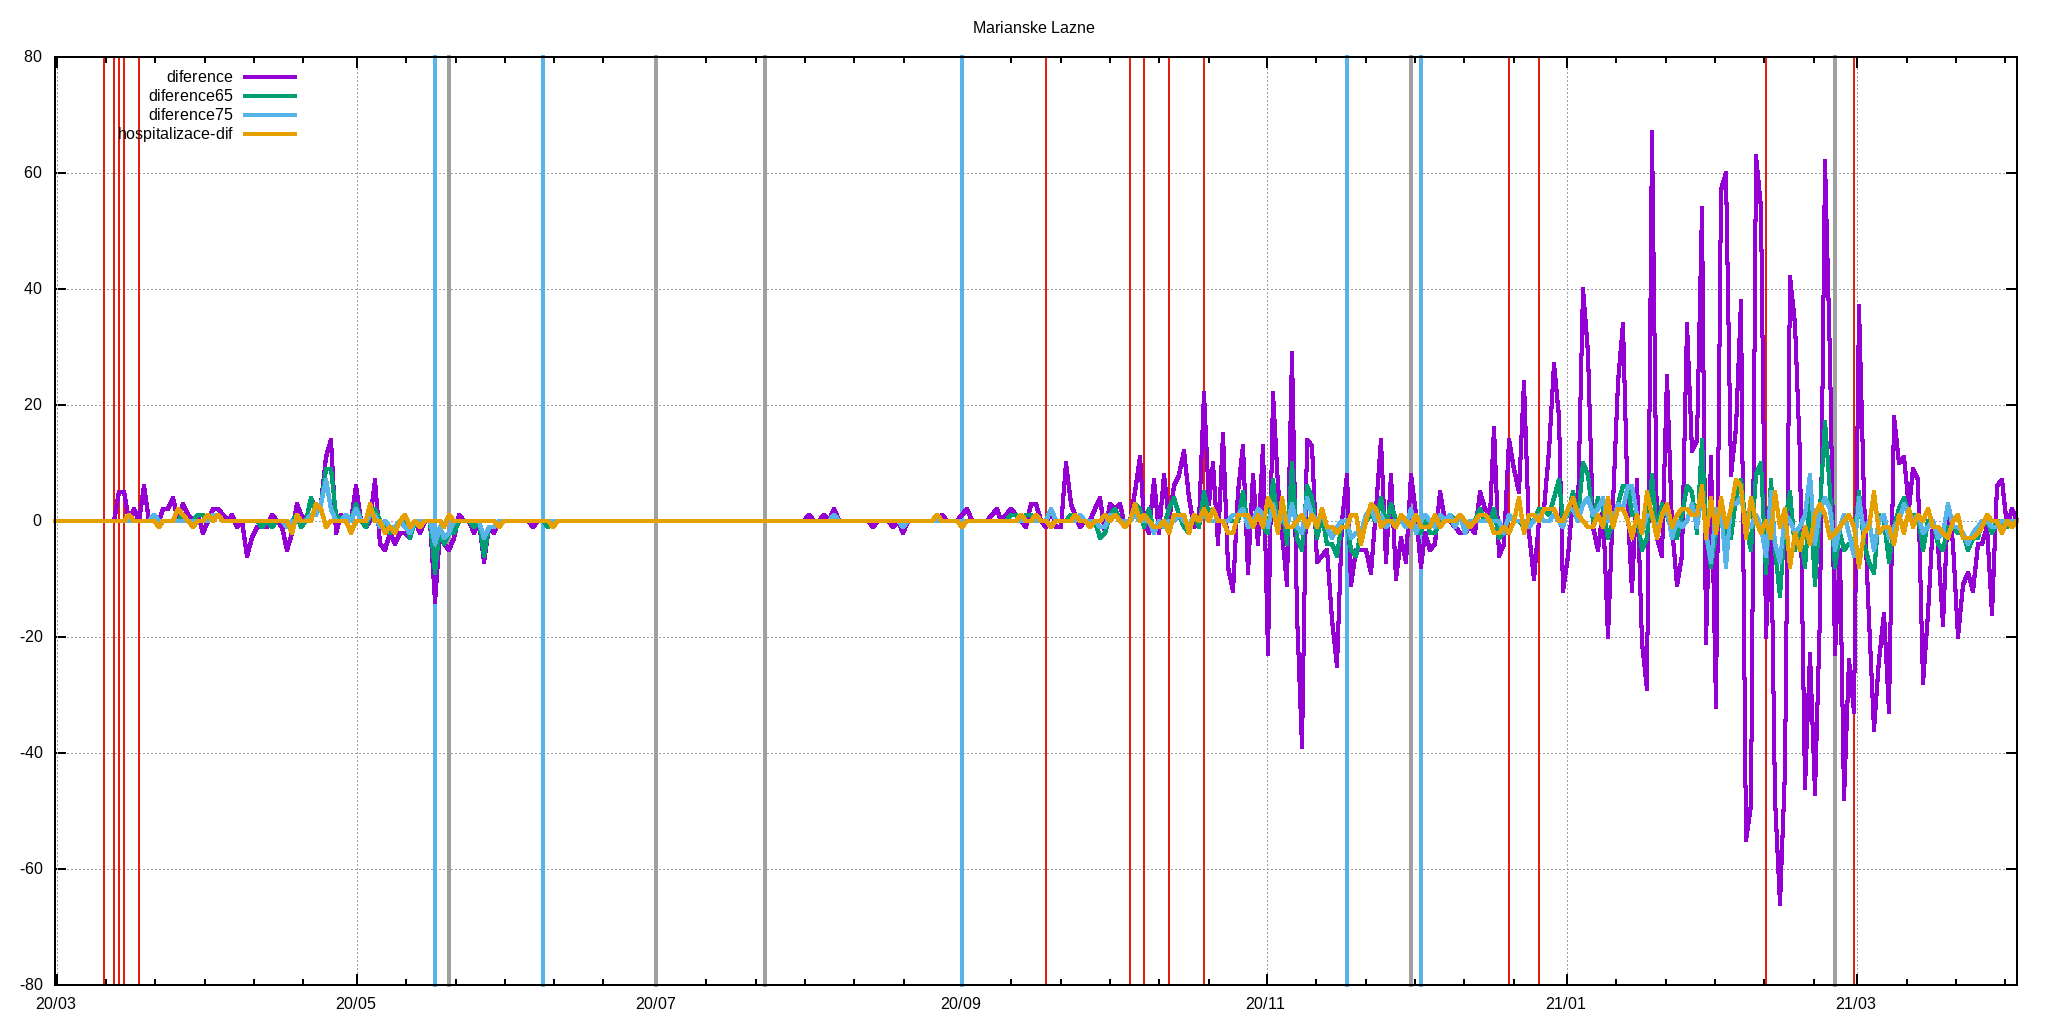 Marianske Lazne
80
diference
diference65
diference75
hospitalizace-dif
60
40
20
0
-20
-40
-60
-80
20/03 20/05 20/07 20/09 20/11 21/01 21/03